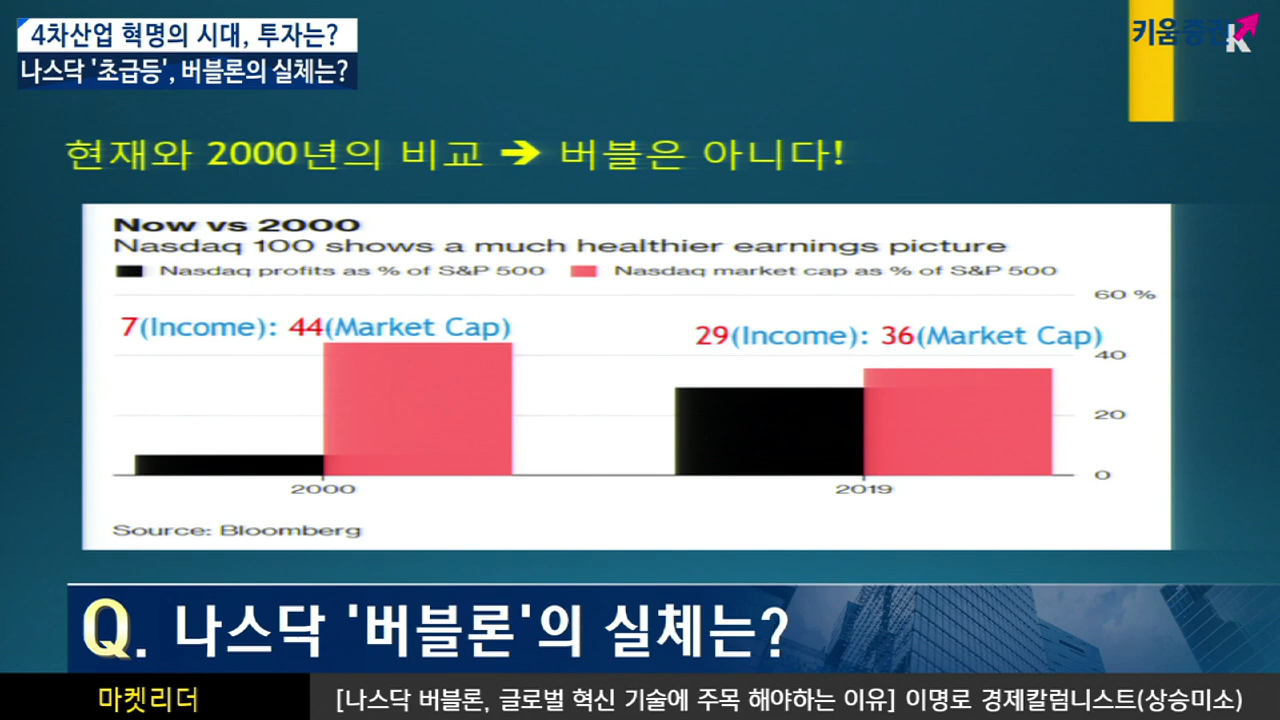 4차산업 혁명의 시대, 투자는?
나스닥 '초급등', 버블론의 실체는?
키움증권
현재와 2000년의 비교 ➔ 버블은 아니다!
Now vs 2000
Nasdaq 100 shows a much healthier earnings picture
Nasdaq profits as % of S&P 500 Nasdaq market cap as % of S&P 500
60 %
7(Income): 44(Market Cap)
29(Income): 36(Market Cap)
40
20
0
2000 2019
Source: Bloomberg
Q. 나스닥 '버블론'의 실체는?
마켓리더 [나스닥 버블론, 글로벌 혁신 기술에 주목 해야하는 이유] 이명로 경제칼럼니스트(상승미소)